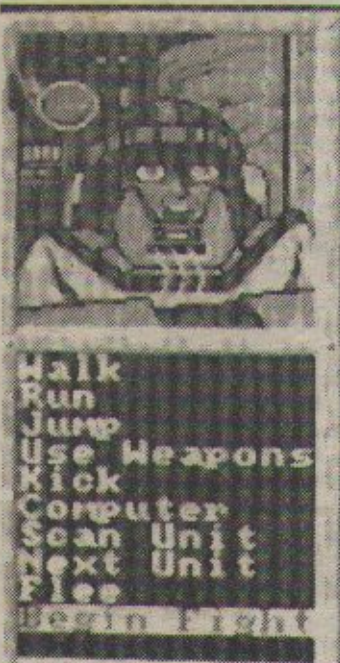 Walk
Run
Jump
Use Weapons
Kick
Computer
Scan Unit
Next Unit
Flee
Begin Fight